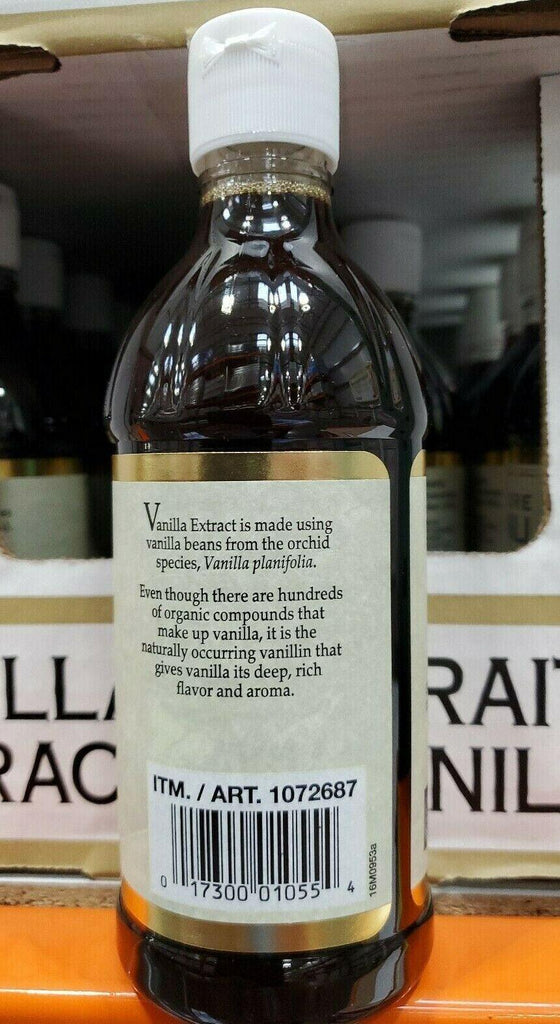 Vanilla Extract is made using
vanilla beans from the orchid
species, Vanilla planifolia.
Even though there are hundreds
of organic compounds that
make up vanilla, it is the
naturally occurring vanillin that
gives vanilla its deep, rich
flavor and aroma.
ITM. / ART. 1072687
0 17300 01055 4
16M0953a
LLA
RAC
RAIT
NIL